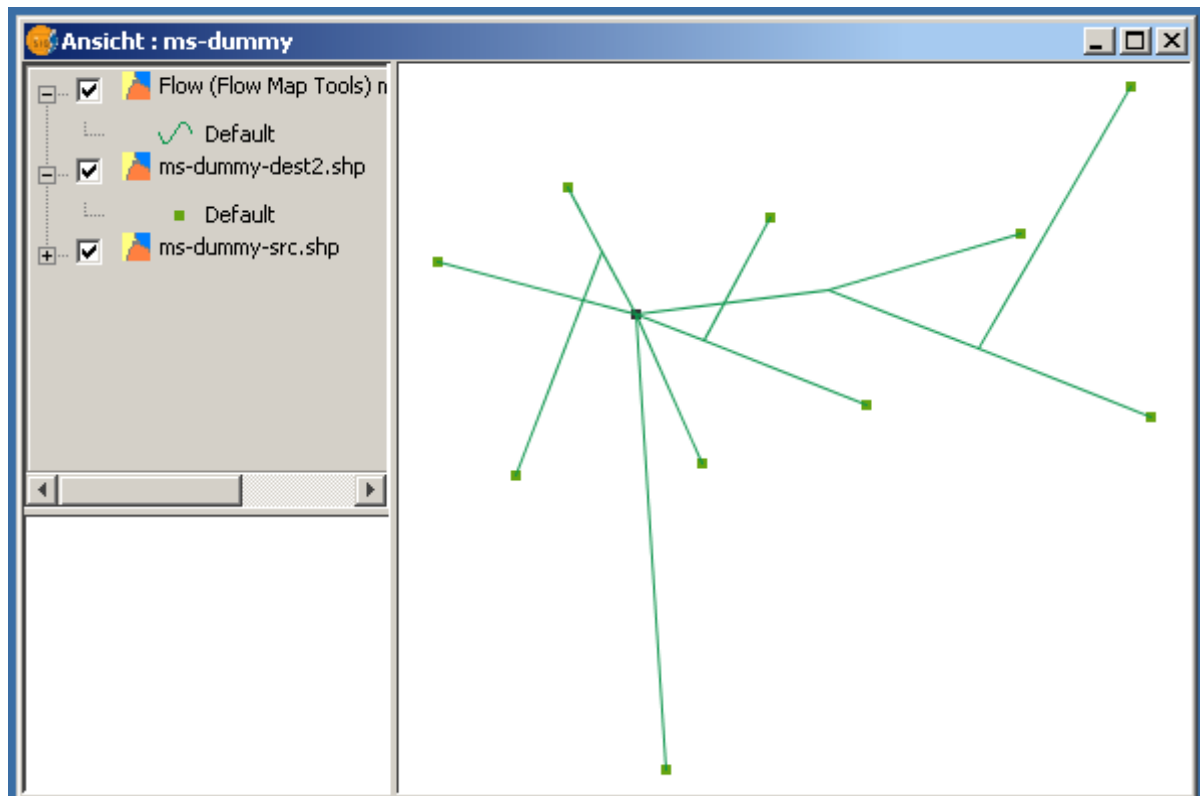 Ansicht : ms-dummy
Flow (Flow Map Tools) n
Default
ms-dummy-dest2.shp
Default
ms-dummy-src.shp